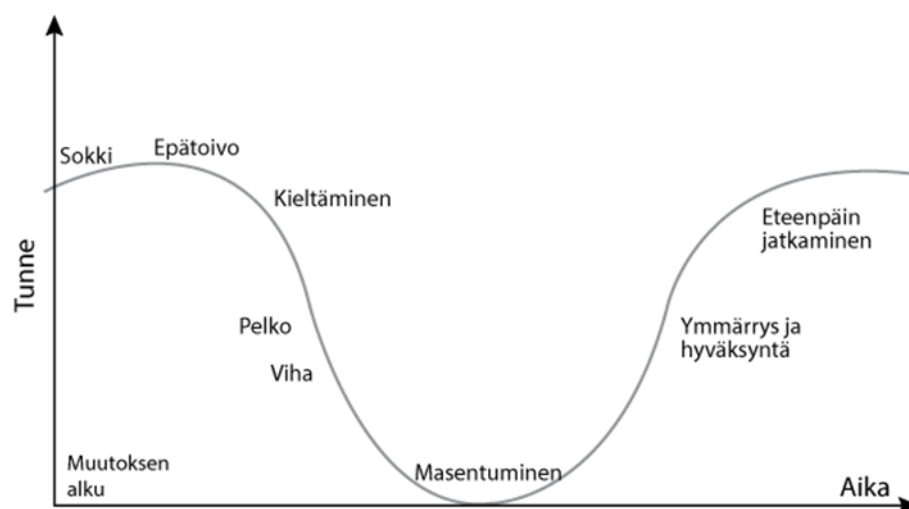 Tunne
Sokki
Epätoivo
Kieltäminen
Pelko
Viha
Masentuminen
Ymmärrys ja
hyväksyntä
Eteenpäin
jatkaminen
Muutoksen
alku
Aika